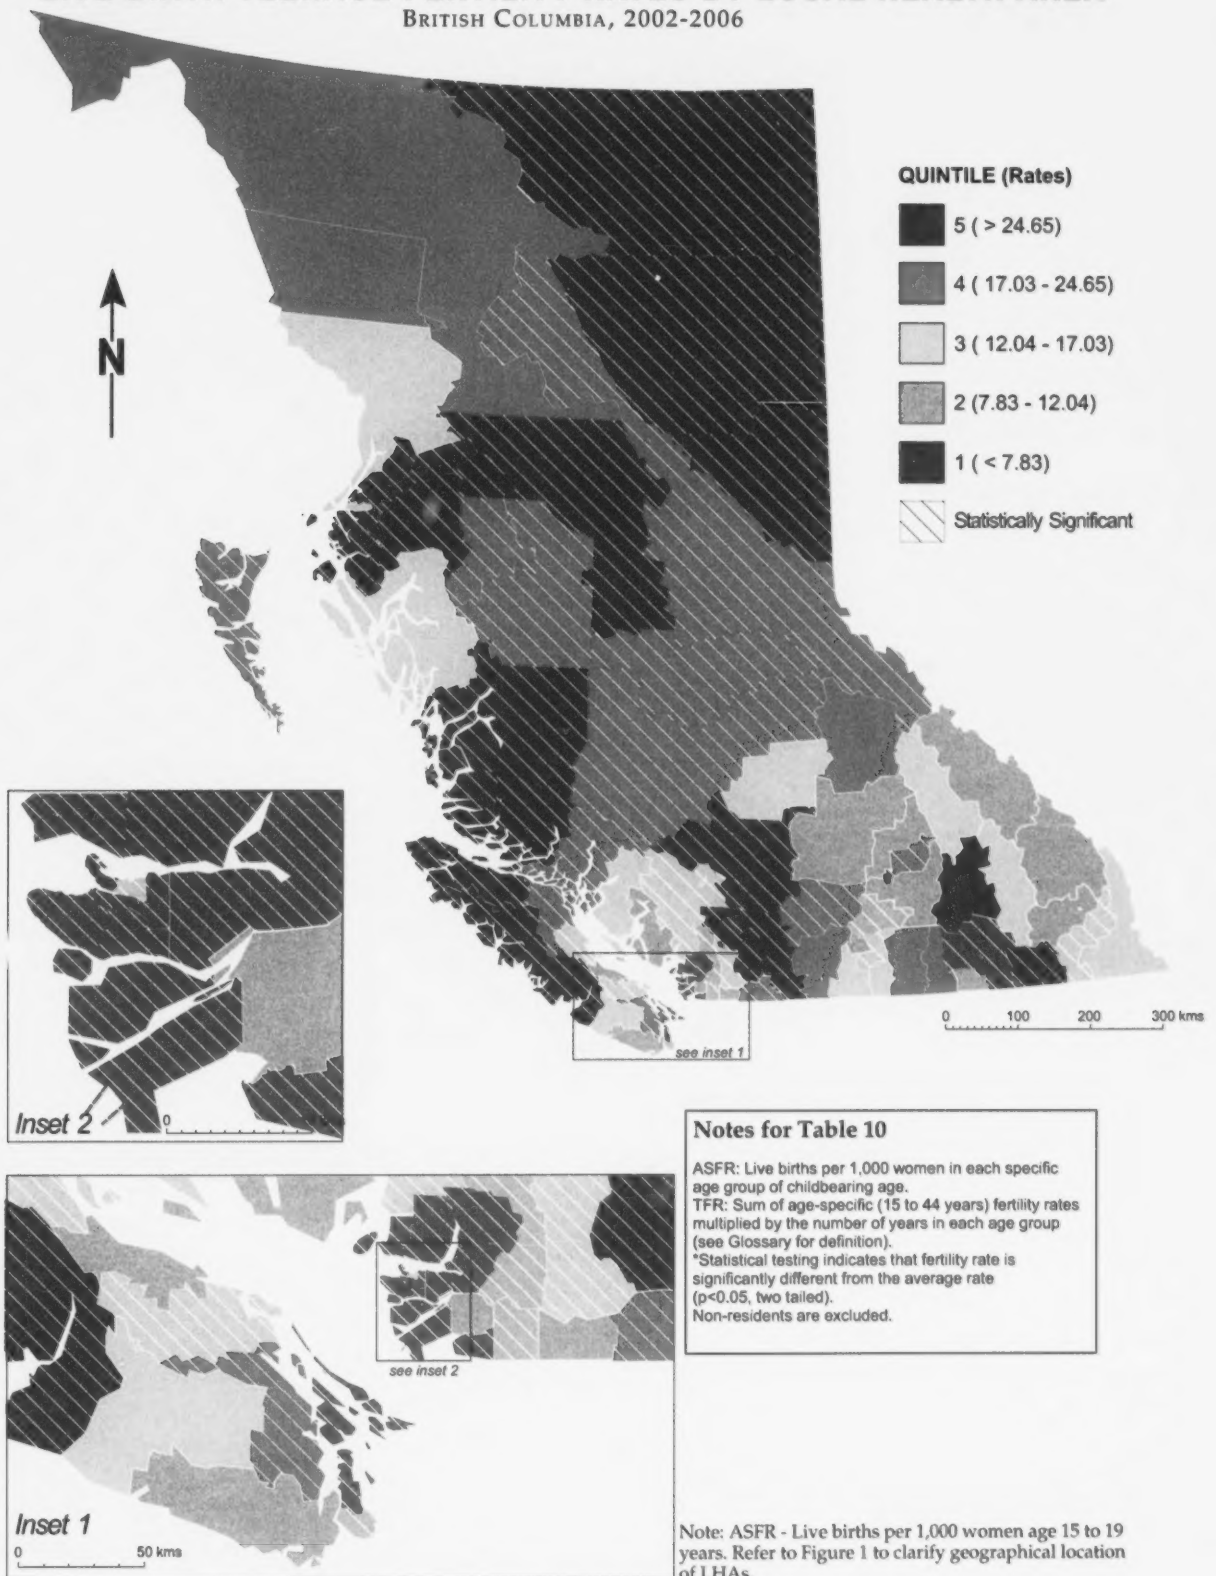 BRITISH COLUMBIA, 2002-2006
QUINTILE (Rates)
5 ( > 24.65)
4 ( 17.03 - 24.65)
3 ( 12.04 - 17.03)
2 (7.83 - 12.04)
1 ( < 7.83)
Statistically Significant
N
0 100 200 300 kms
see inset 1
Inset 2
0
Notes for Table 10
ASFR: Live births per 1,000 women in each specific
age group of childbearing age.
TFR: Sum of age-specific (15 to 44 years) fertility rates
multiplied by the number of years in each age group
(see Glossary for definition).
*Statistical testing indicates that fertility rate is
significantly different from the average rate
(p<0.05, two tailed).
Non-residents are excluded.
see inset 2
Inset 1
0 50 kms
Note: ASFR - Live births per 1,000 women age 15 to 19
years. Refer to Figure 1 to clarify geographical location
of LHAs